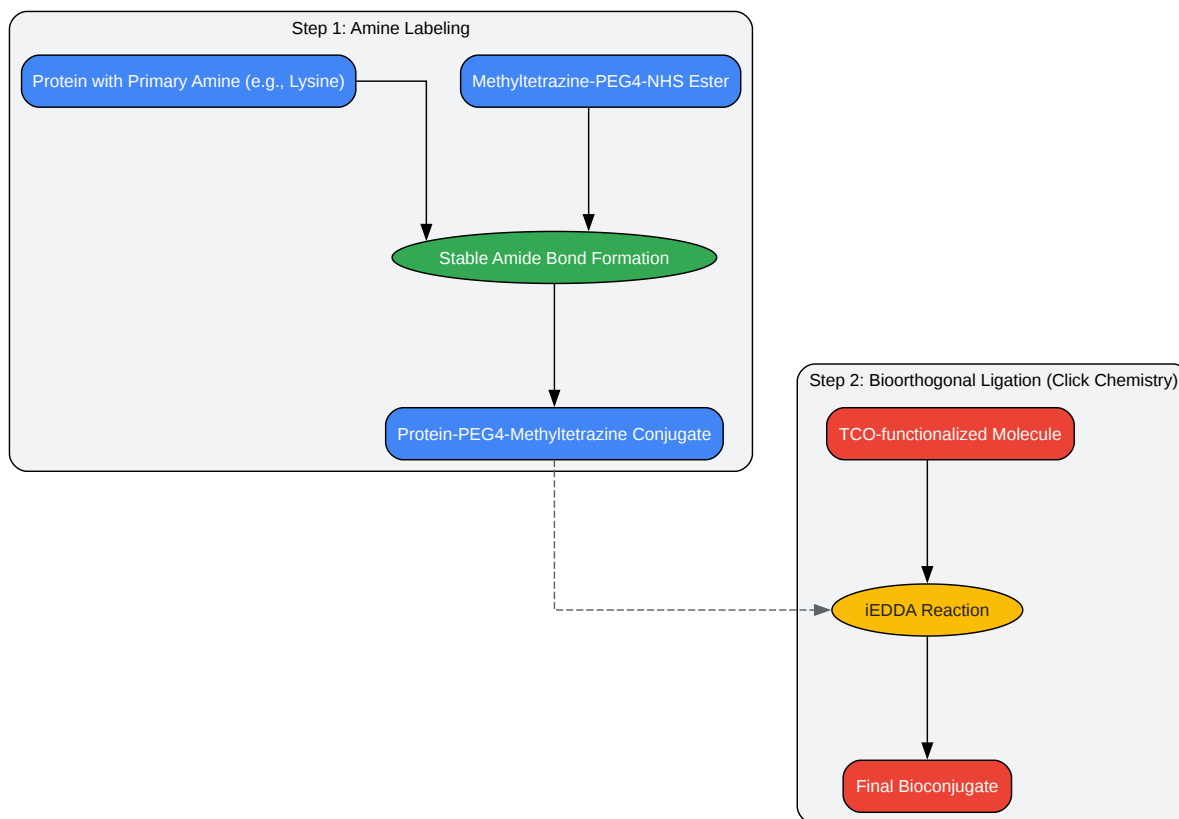 Step 1: Amine Labeling
Protein with Primary Amine (e.g., Lysine)
Methyltetrazine-PEG4-NHS Ester
Stable Amide Bond Formation
Protein-PEG4-Methyltetrazine Conjugate
Step 2: Bioorthogonal Ligation (Click Chemistry)
TCO-functionalized Molecule
iEDDA Reaction
Final Bioconjugate